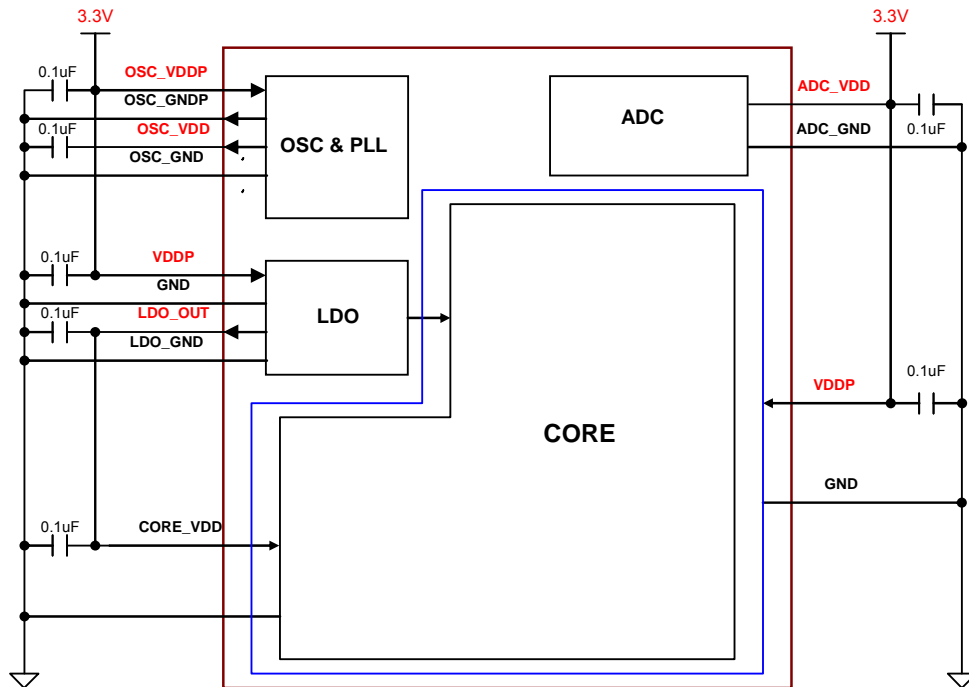 3.3V
3.3V
0.1uF
OSC_VDDP
OSC_GNDP
0.1uF
OSC_VDD
OSC_GND
OSC & PLL
ADC
ADC_VDD
0.1uF
ADC_GND
0.1uF
VDDP
GND
0.1uF
LDO_OUT
LDO_GND
LDO
0.1uF
VDDP
CORE
GND
0.1uF
CORE_VDD